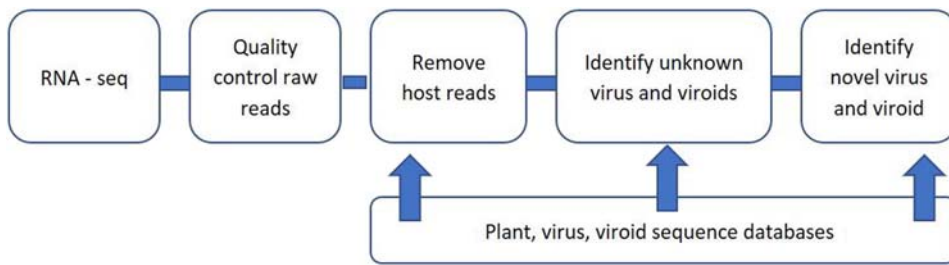 RNA - seq
Quality
control raw
reads
Remove
host reads
Identify unknown
virus and viroids
Identify
novel virus
and viroid
Plant, virus, viroid sequence databases